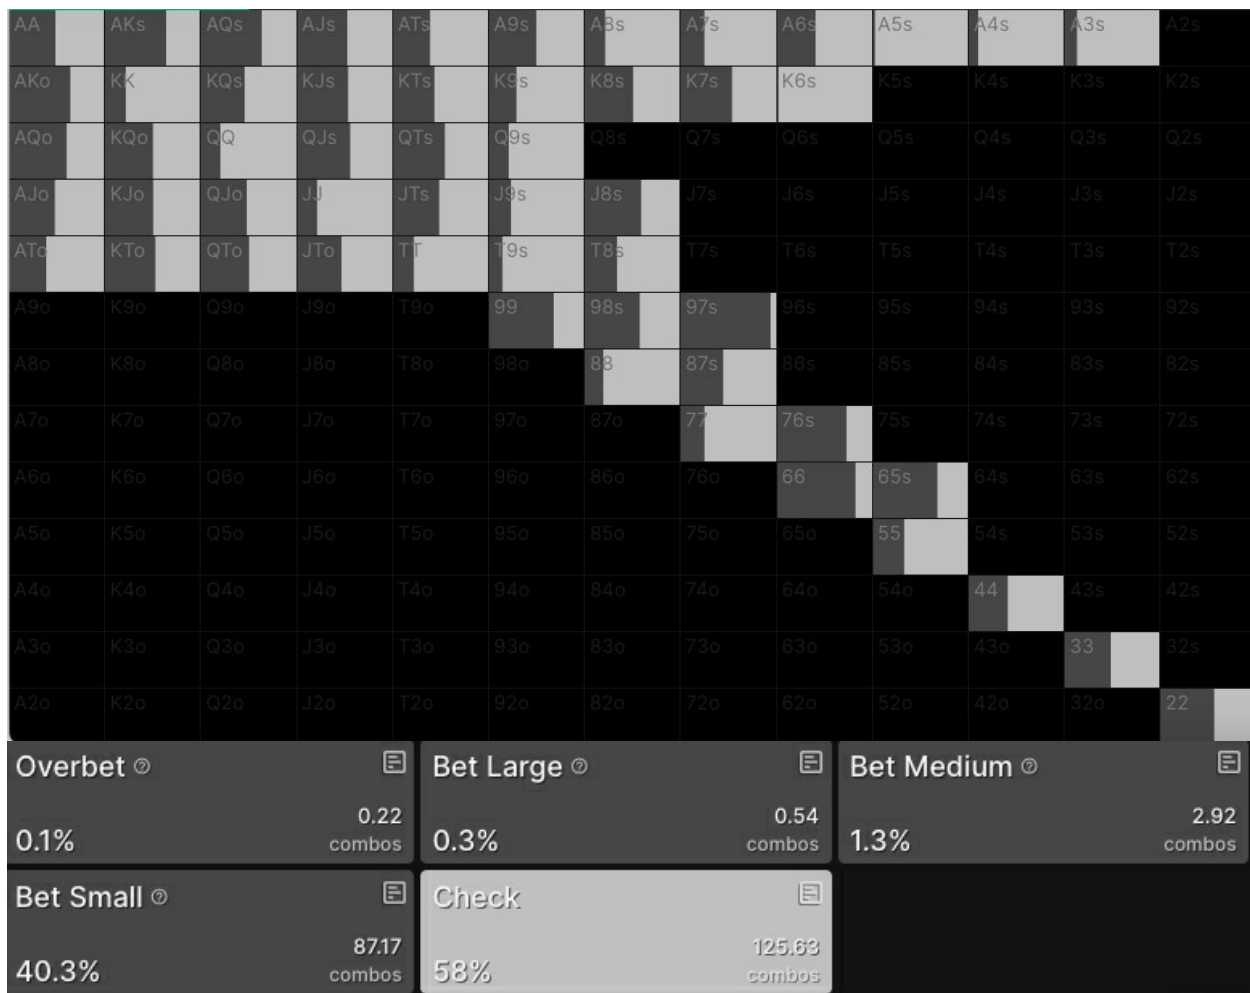 AA AKs AQs AJs ATs A9s A8s A7s A6s A5s A4s A3s A2s
AKo KK KQs KJs KTs K9s K8s K7s K6s K5s K4s K3s K2s
AQo KQo QQ QJs QTs Q9s Q8s Q7s Q6s Q5s Q4s Q3s Q2s
AJo KJo QJo JJ JTs J9s J8s J7s J6s J5s J4s J3s J2s
ATo KTo QTo JTo TT T9s T8s T7s T6s T5s T4s T3s T2s
A9o K9o Q9o J9o T9o 99 98s 97s 96s 95s 94s 93s 92s
A8o K8o Q8o J8o T8o 98o 88 87s 86s 85s 84s 83s 82s
A7o K7o Q7o J7o T7o 97o 87o 77 76s 75s 74s 73s 72s
A6o K6o Q6o J6o T6o 96o 86o 76o 66 65s 64s 63s 62s
A5o K5o Q5o J5o T5o 95o 85o 75o 65o 55 54s 53s 52s
A4o K4o Q4o J4o T4o 94o 84o 74o 64o 54o 44 43s 42s
A3o K3o Q3o J3o T3o 93o 83o 73o 63o 53o 43o 33 32s
A2o K2o Q2o J2o T2o 92o 82o 72o 62o 52o 42o 32o 22
Overbet ? Bet Large ? Bet Medium ?
0.22 0.54 2.92
0.1% combos 0.3% combos 1.3% combos
Bet Small ? Check
87.17 125.63
40.3% combos 58% combos